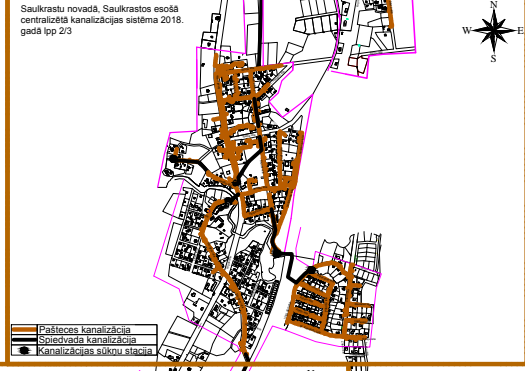 Saulkrastu novadā, Saulkrastos esošā
centralizētā kanalizācijas sistēma 2018.
gadā lpp 2/3
N
W
E
S
Pašteces kanalizācija
Spiedvada kanalizācija
Kanalizācijas sūkņu stacija